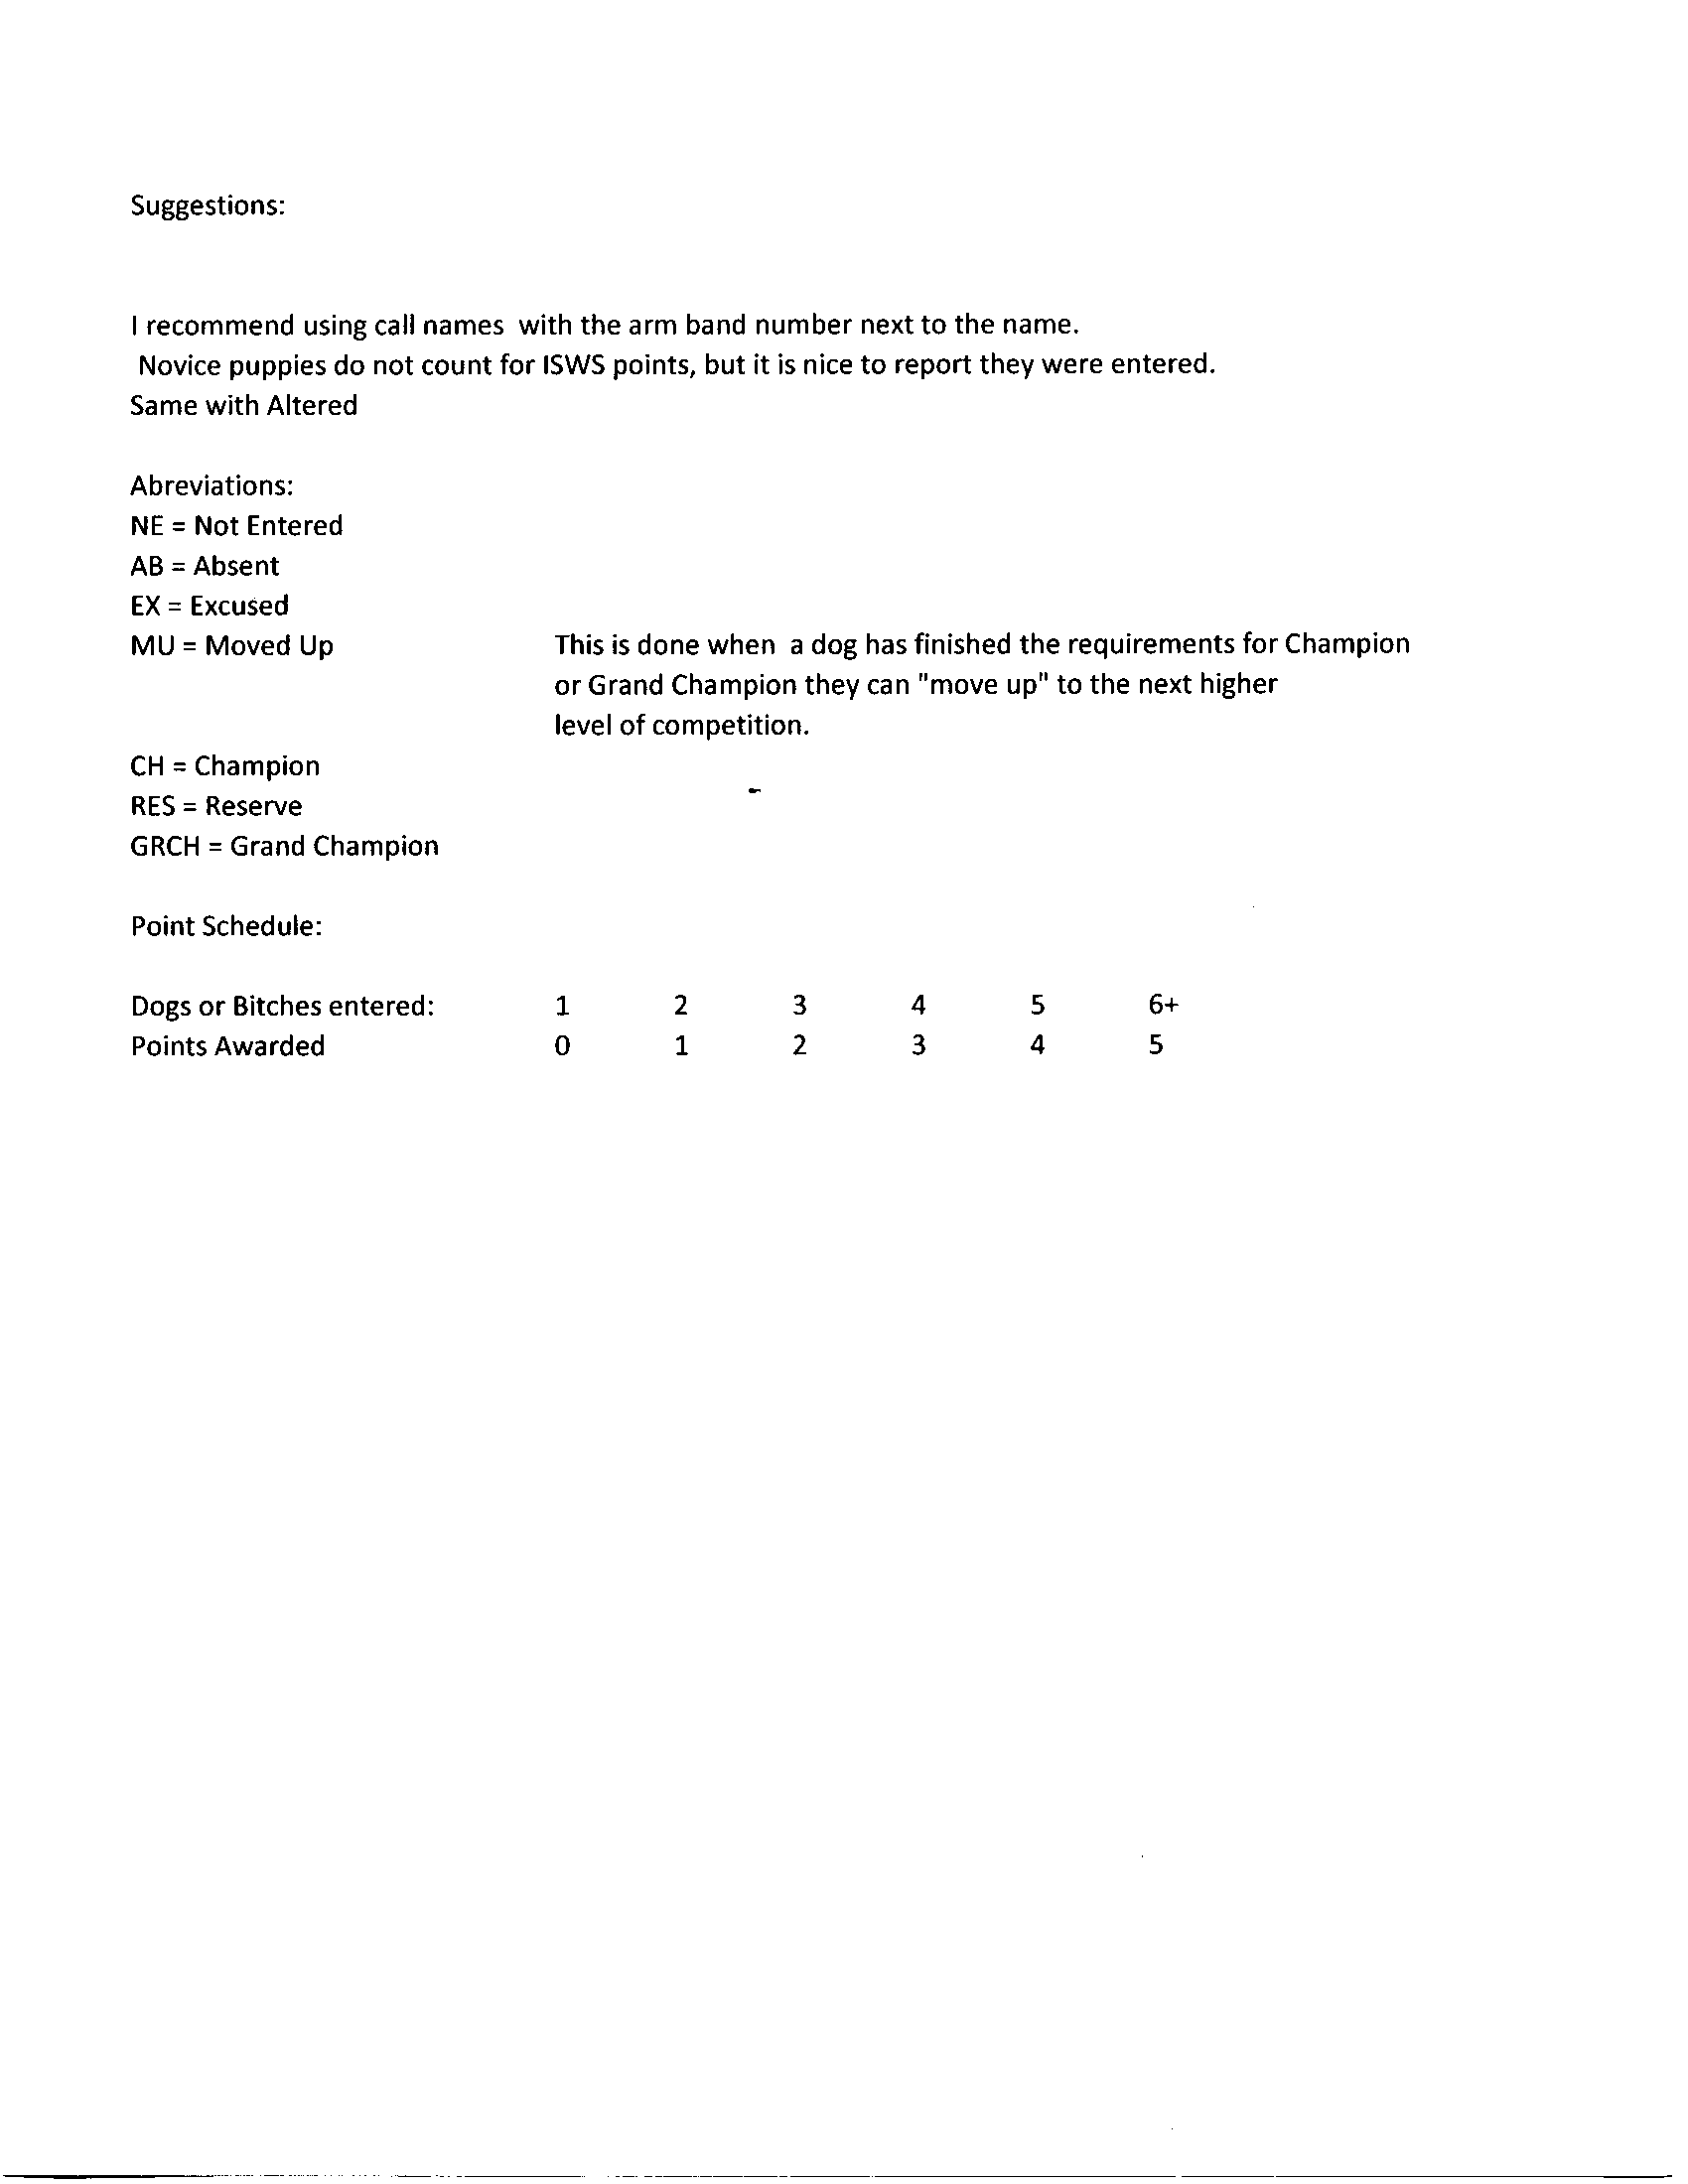 Suggestions:
I recommend using call names with the arm band number next to the name.
Novice puppies do not count for ISWS points, but it is nice to report they were entered.
Same with Altered
Abreviations:
NE = Not Entered
AB = Absent
EX = Excused
MU = Moved Up This is done when a dog has finished the requirements for Champion
or Grand Champion they can "move up" to the next higher
level of competition.
CH = Champion
RES = Reserve
GRCH = Grand Champion
Point Schedule:
Dogs or Bitches entered: 1 2 3 4 5 6+
Points Awarded 0 1 2 3 4 5